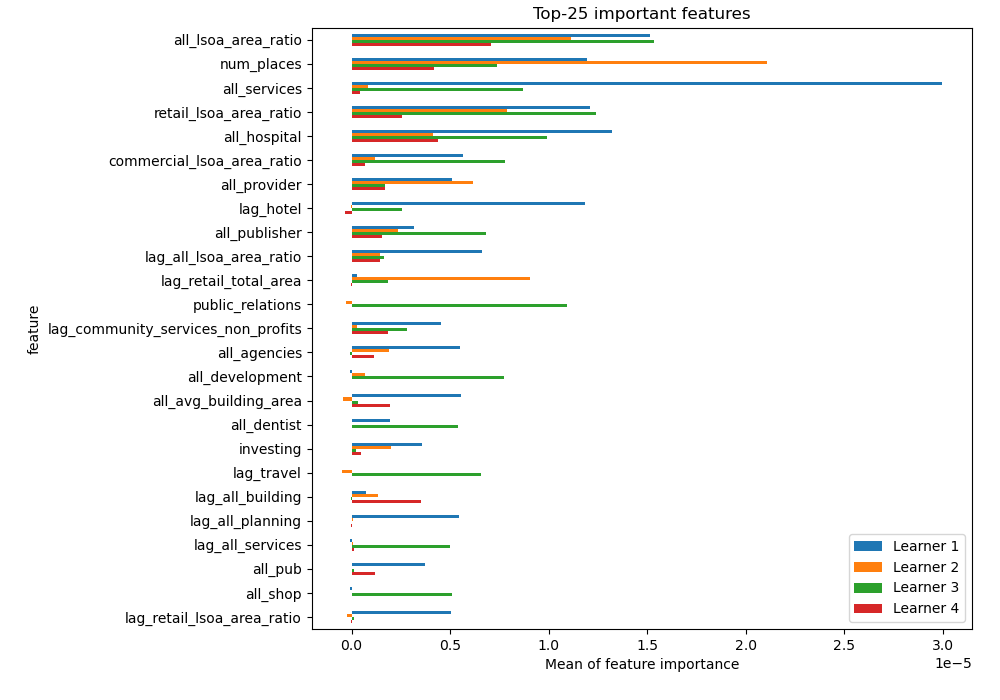 Top-25 important features
feature
all_lsoa_area_ratio
num_places
all_services
retail_lsoa_area_ratio
all_hospital
commercial_lsoa_area_ratio
all_provider
lag_hotel
all_publisher
lag_all_lsoa_area_ratio
lag_retail_total_area
public_relations
lag_community_services_non_profits
all_agencies
all_development
all_avg_building_area
all_dentist
investing
lag_travel
lag_all_building
lag_all_planning
lag_all_services
all_pub
all_shop
lag_retail_lsoa_area_ratio
Learner 1
Learner 2
Learner 3
Learner 4
0.0 0.5 1.0 1.5 2.0 2.5 3.0
1e−5
Mean of feature importance